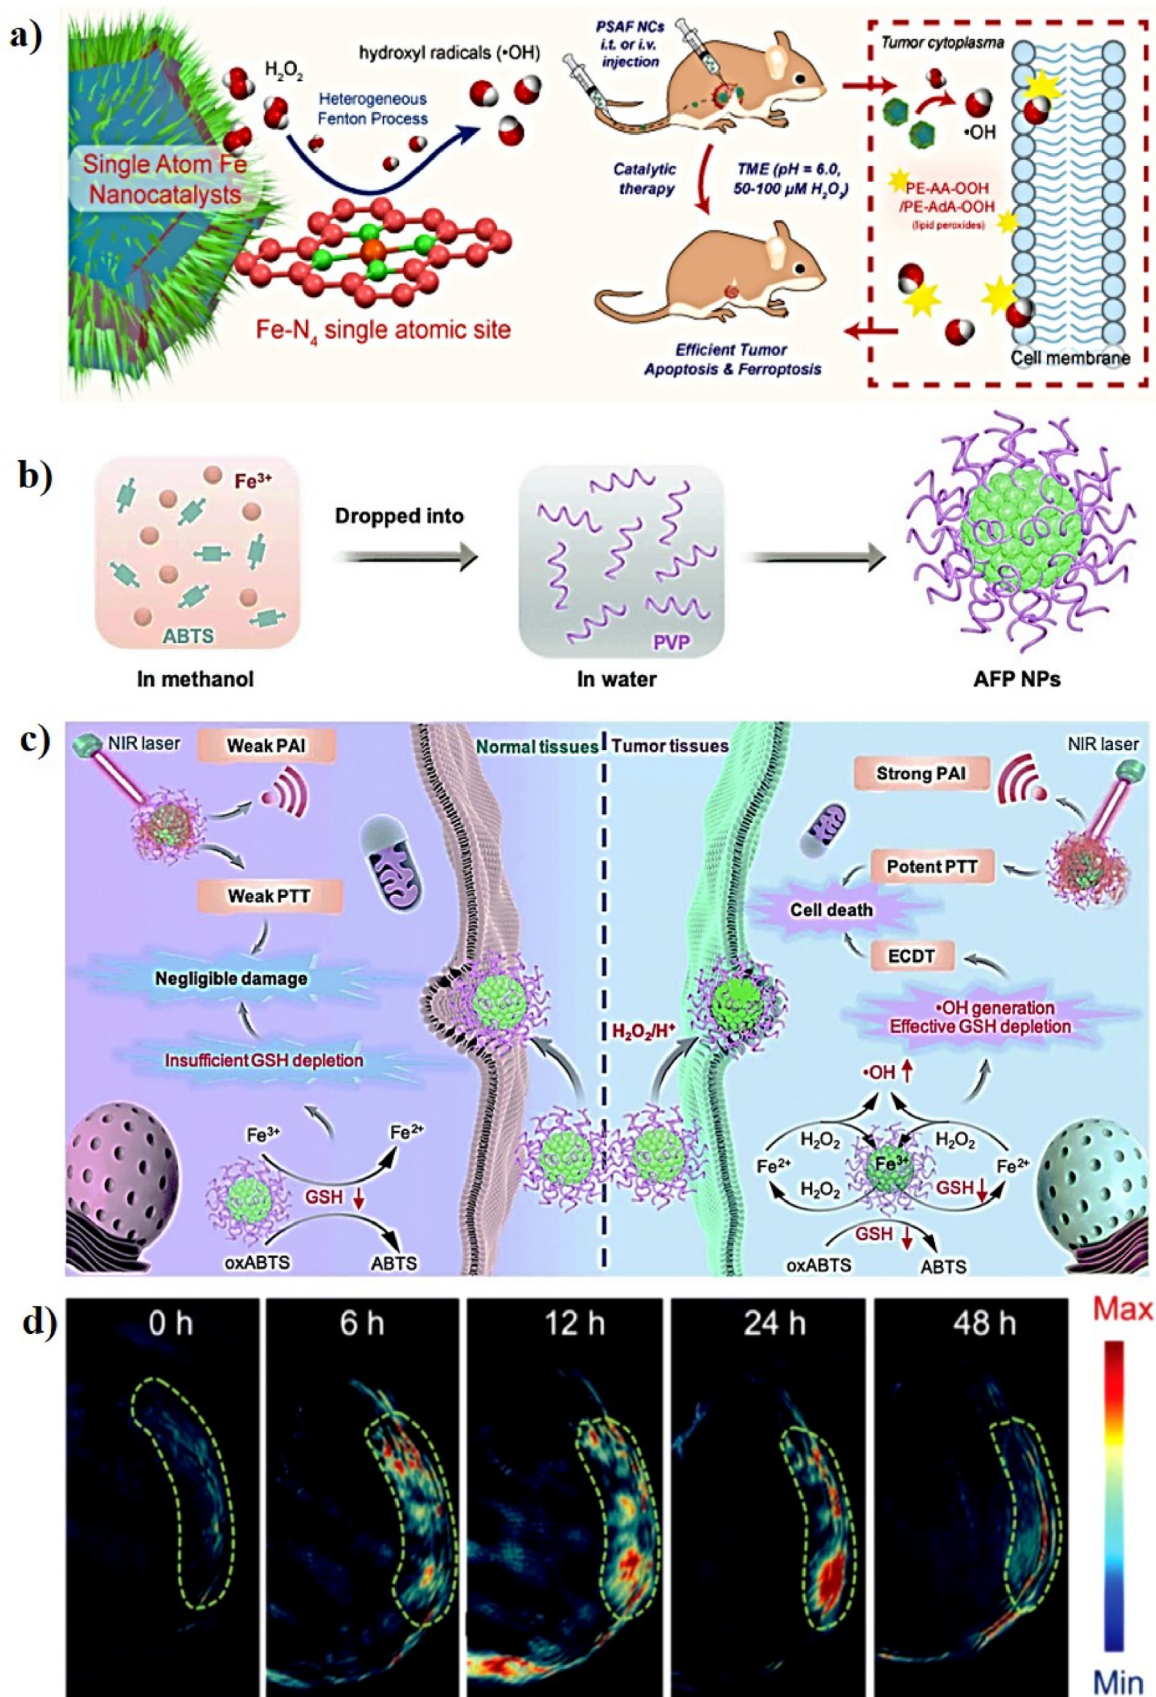 a)
Single Atom Fe
Nanocatalysts
H₂O₂
hydroxyl radicals (•OH)
Heterogeneous
Fenton Process
Fe-N₄ single atomic site
PSAF NCs
i.t. or i.v.
injection
Catalytic
therapy
TME (pH = 6.0,
50-100 µM H₂O₂)
Efficient Tumor
Apoptosis & Ferroptosis
Tumor cytoplasma
•OH
PE-AA-OOH
/PE-AdA-OOH
(lipid peroxides)
Cell membrane
b)
Fe³⁺
ABTS
In methanol
Dropped into
PVP
In water
AFP NPs
c)
NIR laser
Weak PAI
Weak PTT
Negligible damage
Insufficient GSH depletion
Fe³⁺
Fe²⁺
GSH
oxABTS
ABTS
Normal tissues
Tumor tissues
H₂O₂/H⁺
Strong PAI
NIR laser
Potent PTT
Cell death
ECDT
•OH generation
Effective GSH depletion
•OH
H₂O₂
H₂O₂
Fe²⁺
Fe³⁺
Fe²⁺
H₂O₂
GSH
GSH
oxABTS
ABTS
d)
0 h
6 h
12 h
24 h
48 h
Max
Min